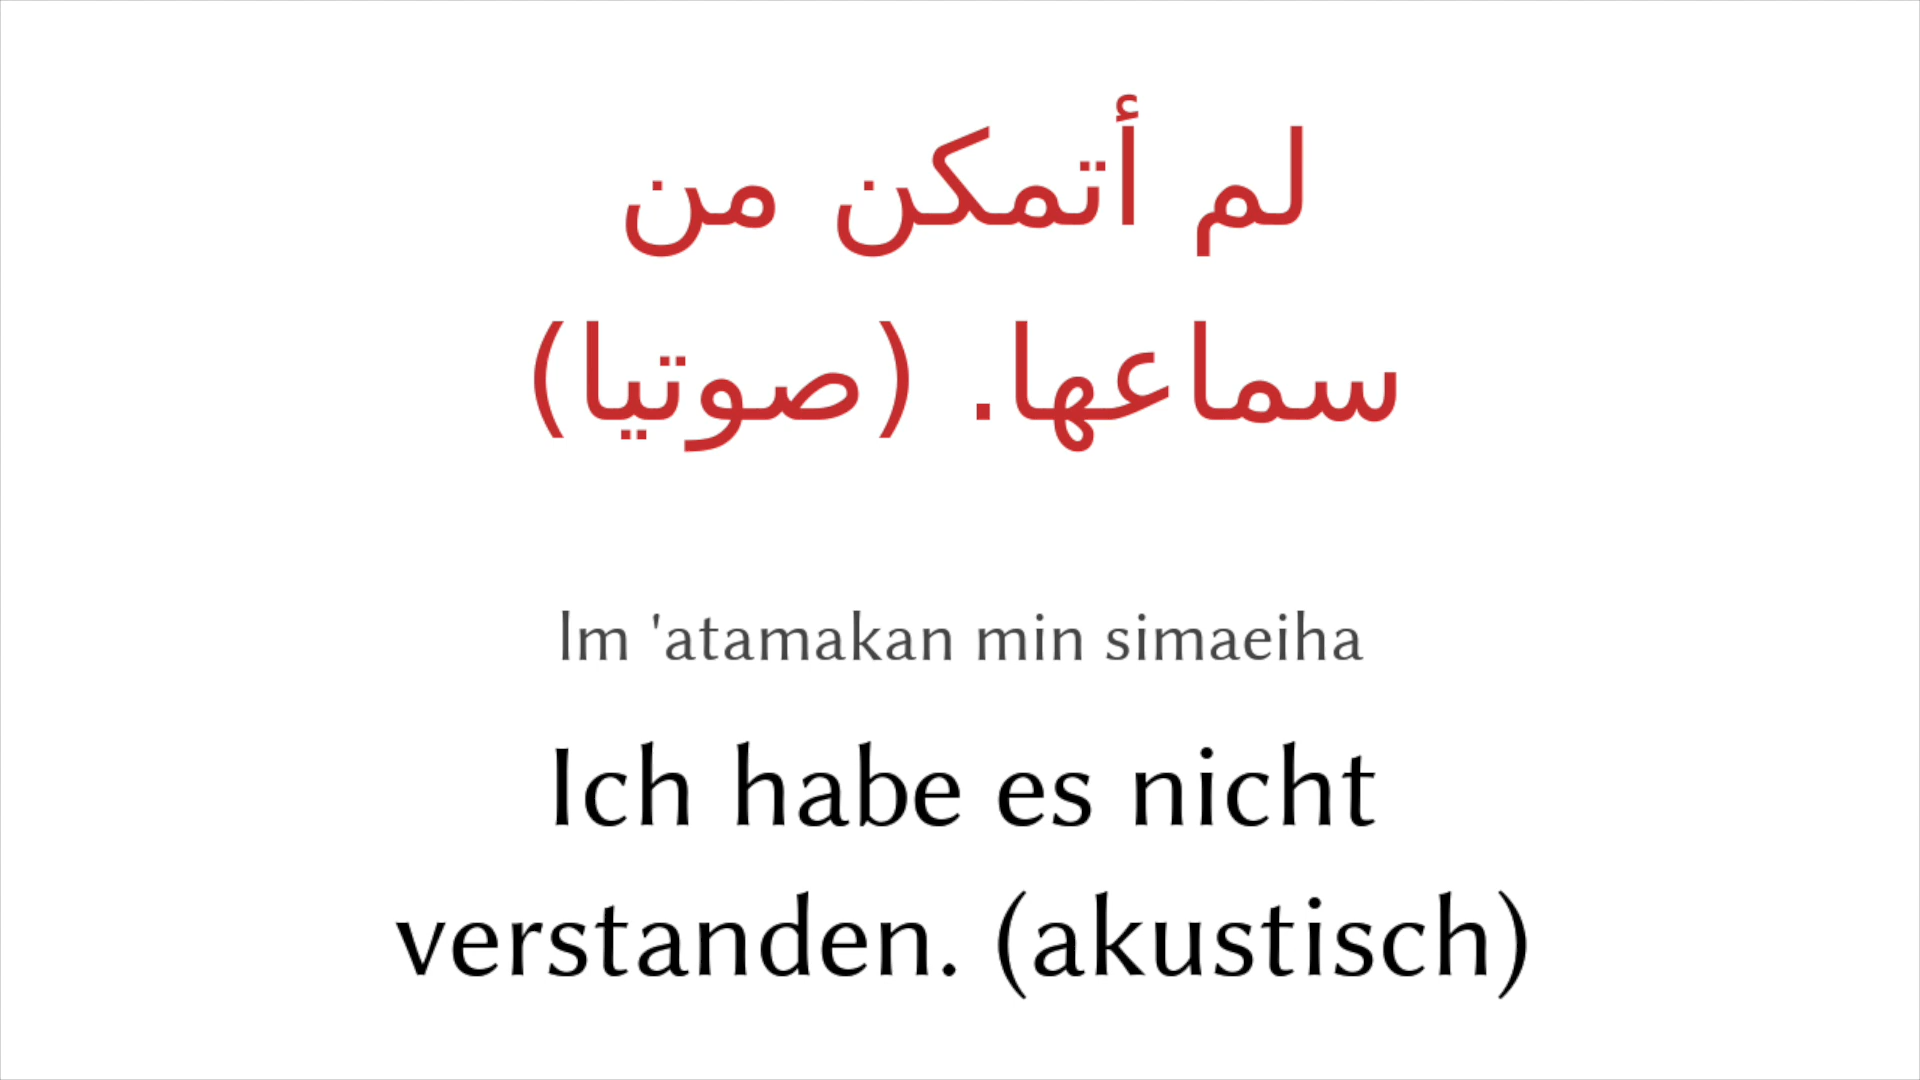 لم أتمكن من
سماعها. (صوتيا)
lm 'atamakan min simaeiha
Ich habe es nicht
verstanden. (akustisch)